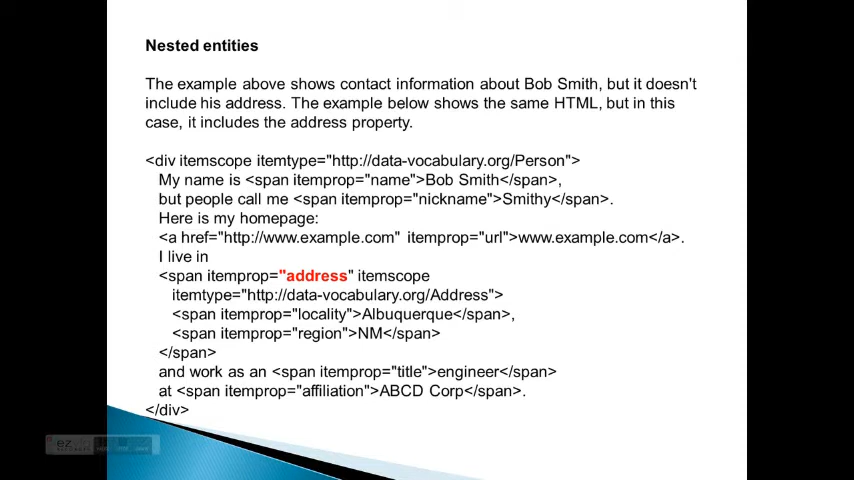 Nested entities
The example above shows contact information about Bob Smith, but it doesn't
include his address. The example below shows the same HTML, but in this
case, it includes the address property.
<div itemscope itemtype="http://data-vocabulary.org/Person">
My name is <span itemprop="name">Bob Smith</span>,
but people call me <span itemprop="nickname">Smithy</span>.
Here is my homepage:
<a href="http://www.example.com" itemprop="url">www.example.com</a>.
I live in
<span itemprop="address" itemscope
itemtype="http://data-vocabulary.org/Address">
<span itemprop="locality">Albuquerque</span>,
<span itemprop="region">NM</span>
</span>
and work as an <span itemprop="title">engineer</span>
at <span itemprop="affiliation">ABCD Corp</span>.
</div>